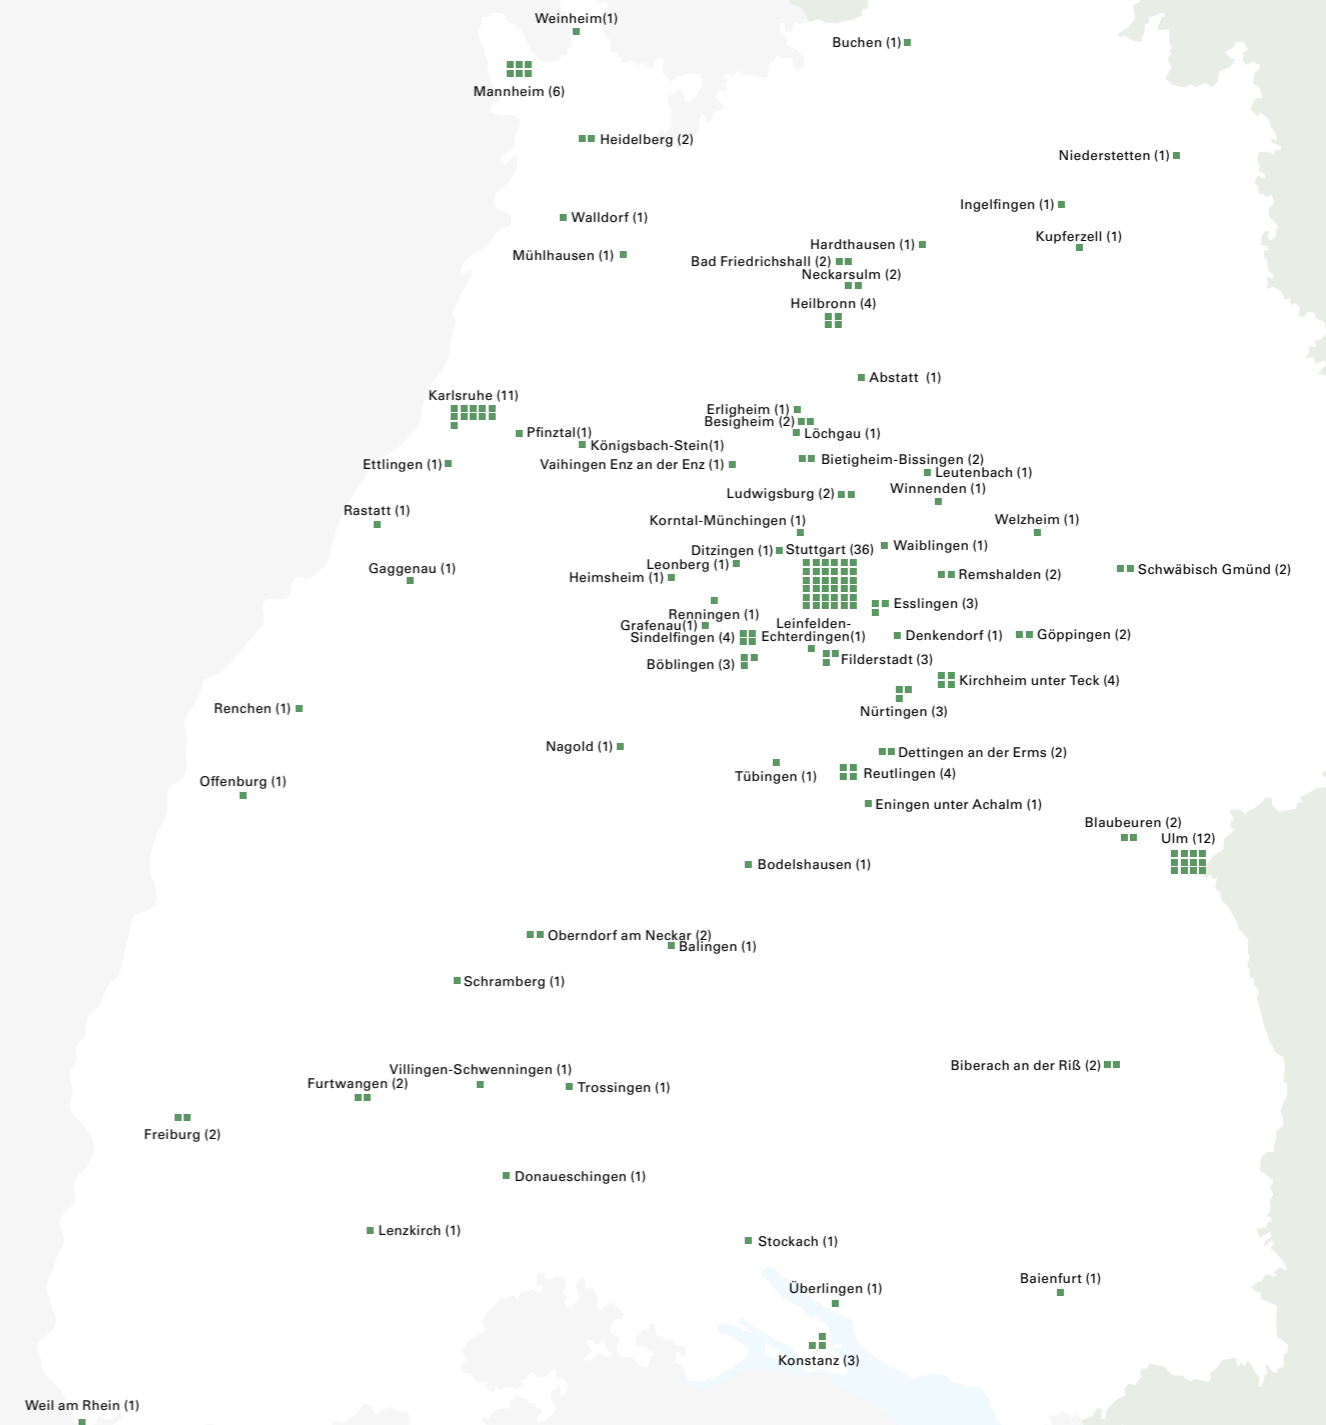 Weinheim(1)
Buchen (1)
Mannheim (6)
Heidelberg (2)
Niederstetten (1)
Ingelfingen (1)
Walldorf (1)
Kupferzell (1)
Hardthausen (1)
Mühlhausen (1)
Bad Friedrichshall (2)
Neckarsulm (2)
Heilbronn (4)
Abstatt (1)
Karlsruhe (11)
Erligheim (1)
Besigheim (2)
Pfinztal(1)
Löchgau (1)
Königsbach-Stein(1)
Ettlingen (1)
Vaihingen Enz an der Enz (1)
Bietigheim-Bissingen (2)
Leutenbach (1)
Winnenden (1)
Ludwigsburg (2)
Rastatt (1)
Korntal-Münchingen (1)
Welzheim (1)
Ditzingen (1)
Stuttgart (36)
Waiblingen (1)
Leonberg (1)
Gaggenau (1)
Heimsheim (1)
Remshalden (2)
Schwäbisch Gmünd (2)
Esslingen (3)
Renningen (1)
Grafenau(1)
Leinfelden-
Echterdingen(1)
Sindelfingen (4)
Denkendorf (1)
Göppingen (2)
Böblingen (3)
Filderstadt (3)
Kirchheim unter Teck (4)
Renchen (1)
Nürtingen (3)
Nagold (1)
Dettingen an der Erms (2)
Tübingen (1)
Reutlingen (4)
Offenburg (1)
Eningen unter Achalm (1)
Blaubeuren (2)
Ulm (12)
Bodelshausen (1)
Oberndorf am Neckar (2)
Balingen (1)
Schramberg (1)
Biberach an der Riß (2)
Villingen-Schwenningen (1)
Furtwangen (2)
Trossingen (1)
Freiburg (2)
Donaueschingen (1)
Lenzkirch (1)
Stockach (1)
Baienfurt (1)
Überlingen (1)
Konstanz (3)
Weil am Rhein (1)